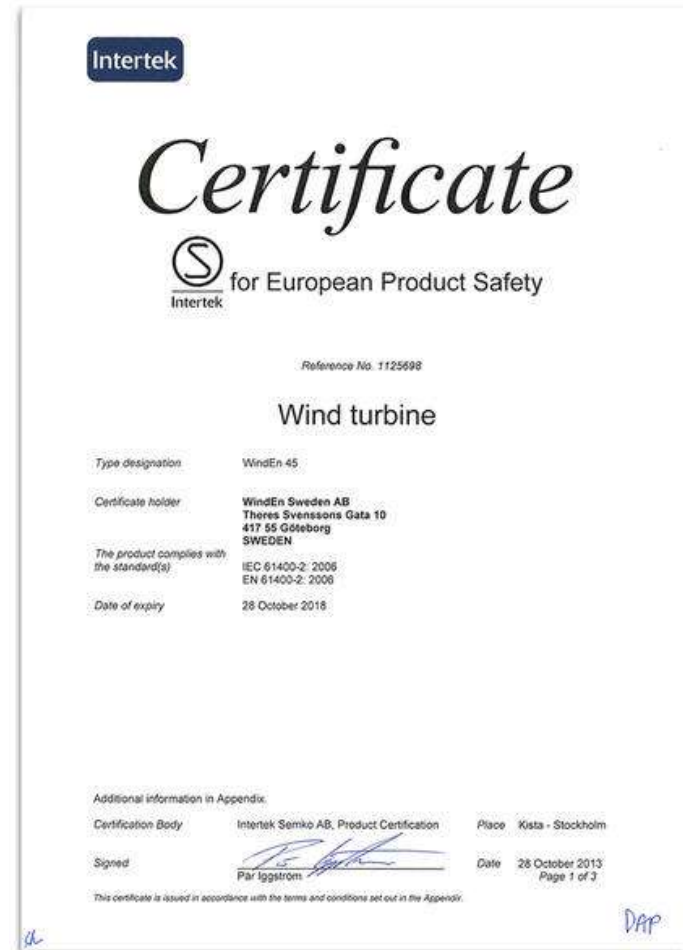 Intertek
Certificate
S
Intertek
for European Product Safety
Reference No. 1125698
Wind turbine
Type designation WindEn 45
Certificate holder WindEn Sweden AB
Theres Svenssons Gata 10
417 55 Göteborg
SWEDEN
The product complies with
the standard(s) IEC 61400-2: 2006
EN 61400-2: 2006
Date of expiry 28 October 2018
Additional information in Appendix.
Certification Body Intertek Semko AB, Product Certification Place Kista - Stockholm
Signed Pär Iggström Date 28 October 2013
Page 1 of 3
This certificate is issued in accordance with the terms and conditions set out in the Appendix.
DAP